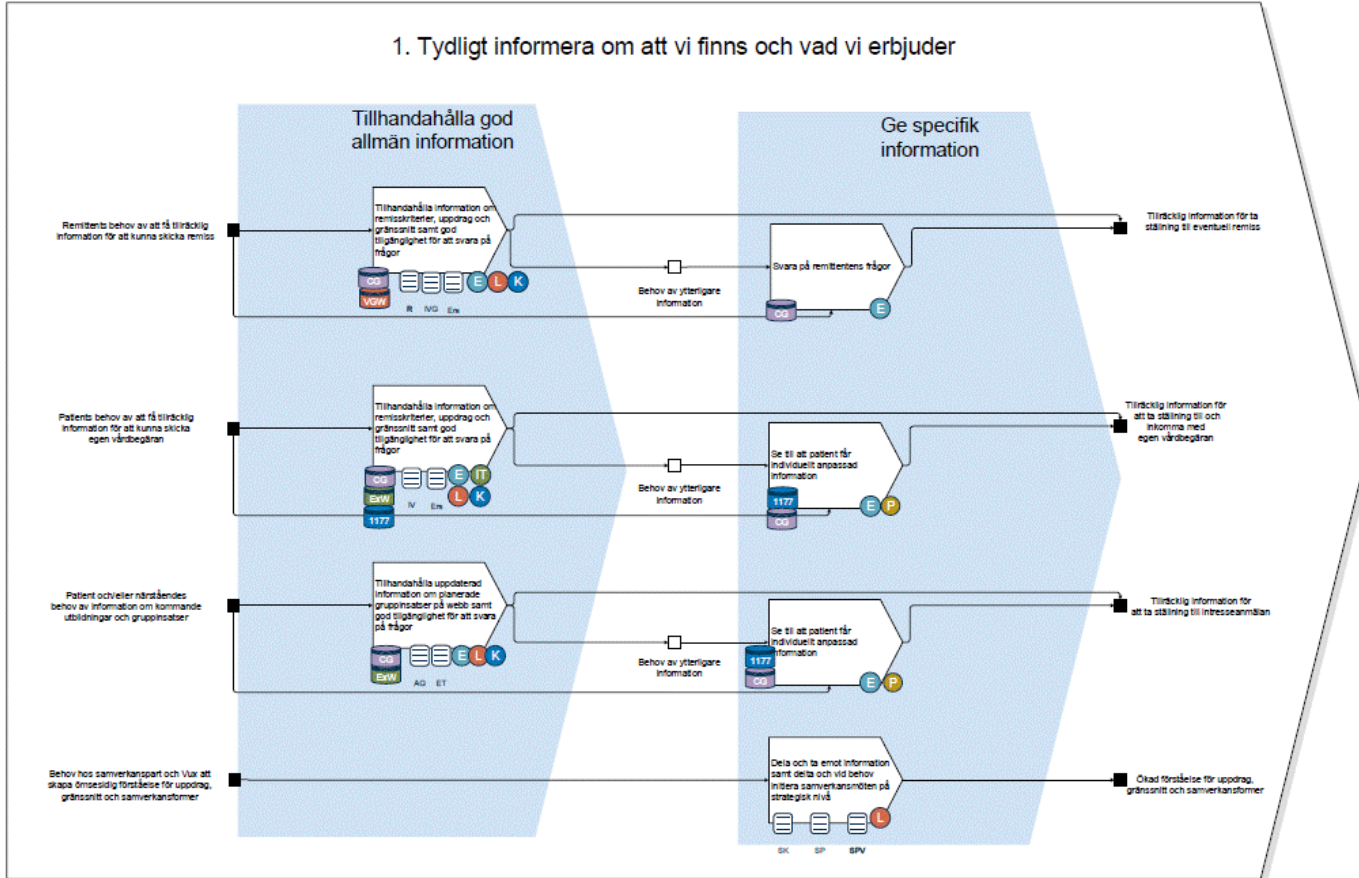 1. Tydligt informera om att vi finns och vad vi erbjuder
Tillhandahålla god
allmän information
Ge specifik
information
Remittents behov av att få tillräcklig
information för att kunna skicka remiss
Tillhandahålla information om
remisskriterier, uppdrag och
gränssnitt samt god
tillgänglighet för att svara på
frågor
CG
VGW
E
L
K
R
IVG
Em
Behov av ytterligare
information
Svara på remittentens frågor
CG
E
Tillräcklig information för ta
ställning till eventuell remiss
Patients behov av att få tillräcklig
information för att kunna skicka
egen vårdbegäran
Tillhandahålla information om
remisskriterier, uppdrag och
gränssnitt samt god
tillgänglighet för att svara på
frågor
CG
ExW
1177
E
IT
L
K
IV
Em
Behov av ytterligare
information
Se till att patient får
individuellt anpassad
information
1177
CG
E
P
Tillräcklig information för
att ta ställning till och
inkomma med
egen vårdbegäran
Patient och/eller närståendes
behov av information om kommande
utbildningar och gruppinsatser
Tillhandahålla uppdaterad
information om planerade
gruppinsatser på webb samt
god tillgänglighet för att svara
på frågor
CG
ExW
E
L
K
AG
ET
Behov av ytterligare
information
Se till att patient får
individuellt anpassad
information
1177
CG
E
P
Tillräcklig information för
att ta ställning till intresseanmälan
Behov hos samverkanspart och Vux att
skapa ömsesidig förståelse för uppdrag,
gränssnitt och samverkansformer
Dela och ta emot information
samt delta och vid behov
initiera samverkansmöten på
strategisk nivå
L
SK
SP
SPV
Ökad förståelse för uppdrag,
gränssnitt och samverkansformer